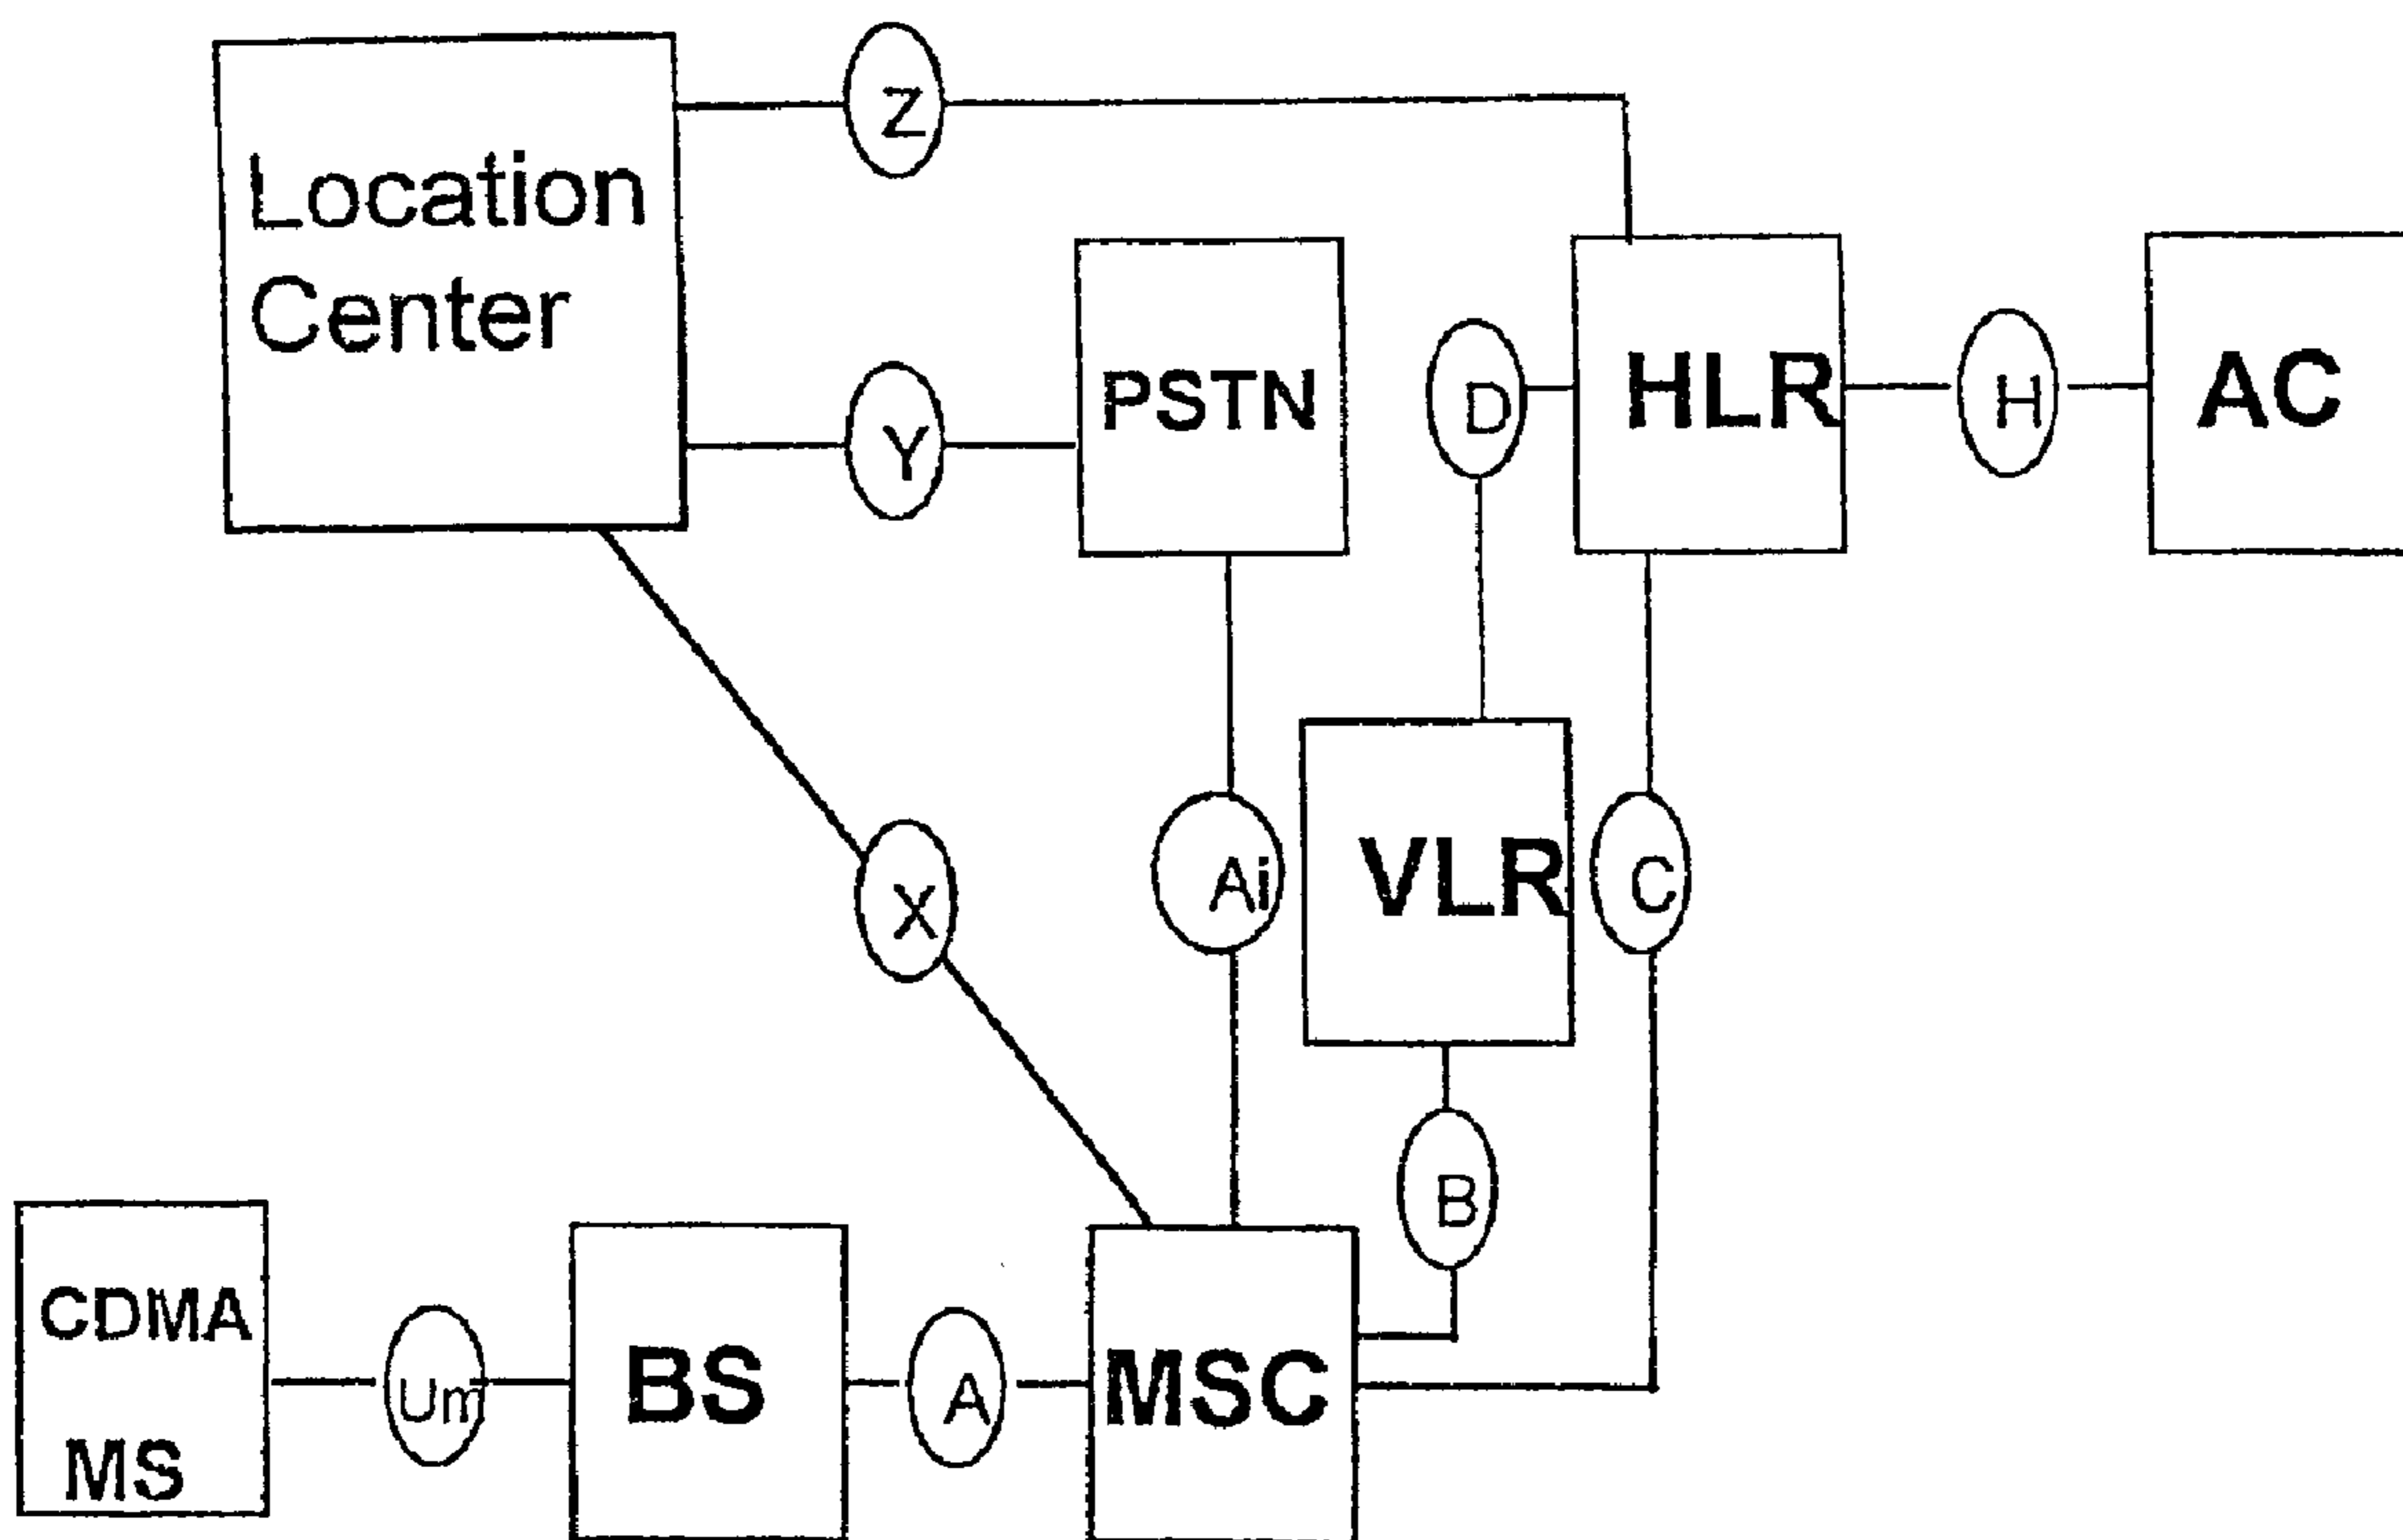 Z
Location
Center
PSTN
D
HLR
H
AC
Y
X
Ai
VLR
C
B
CDMA
MS
Um
BS
A
MSC